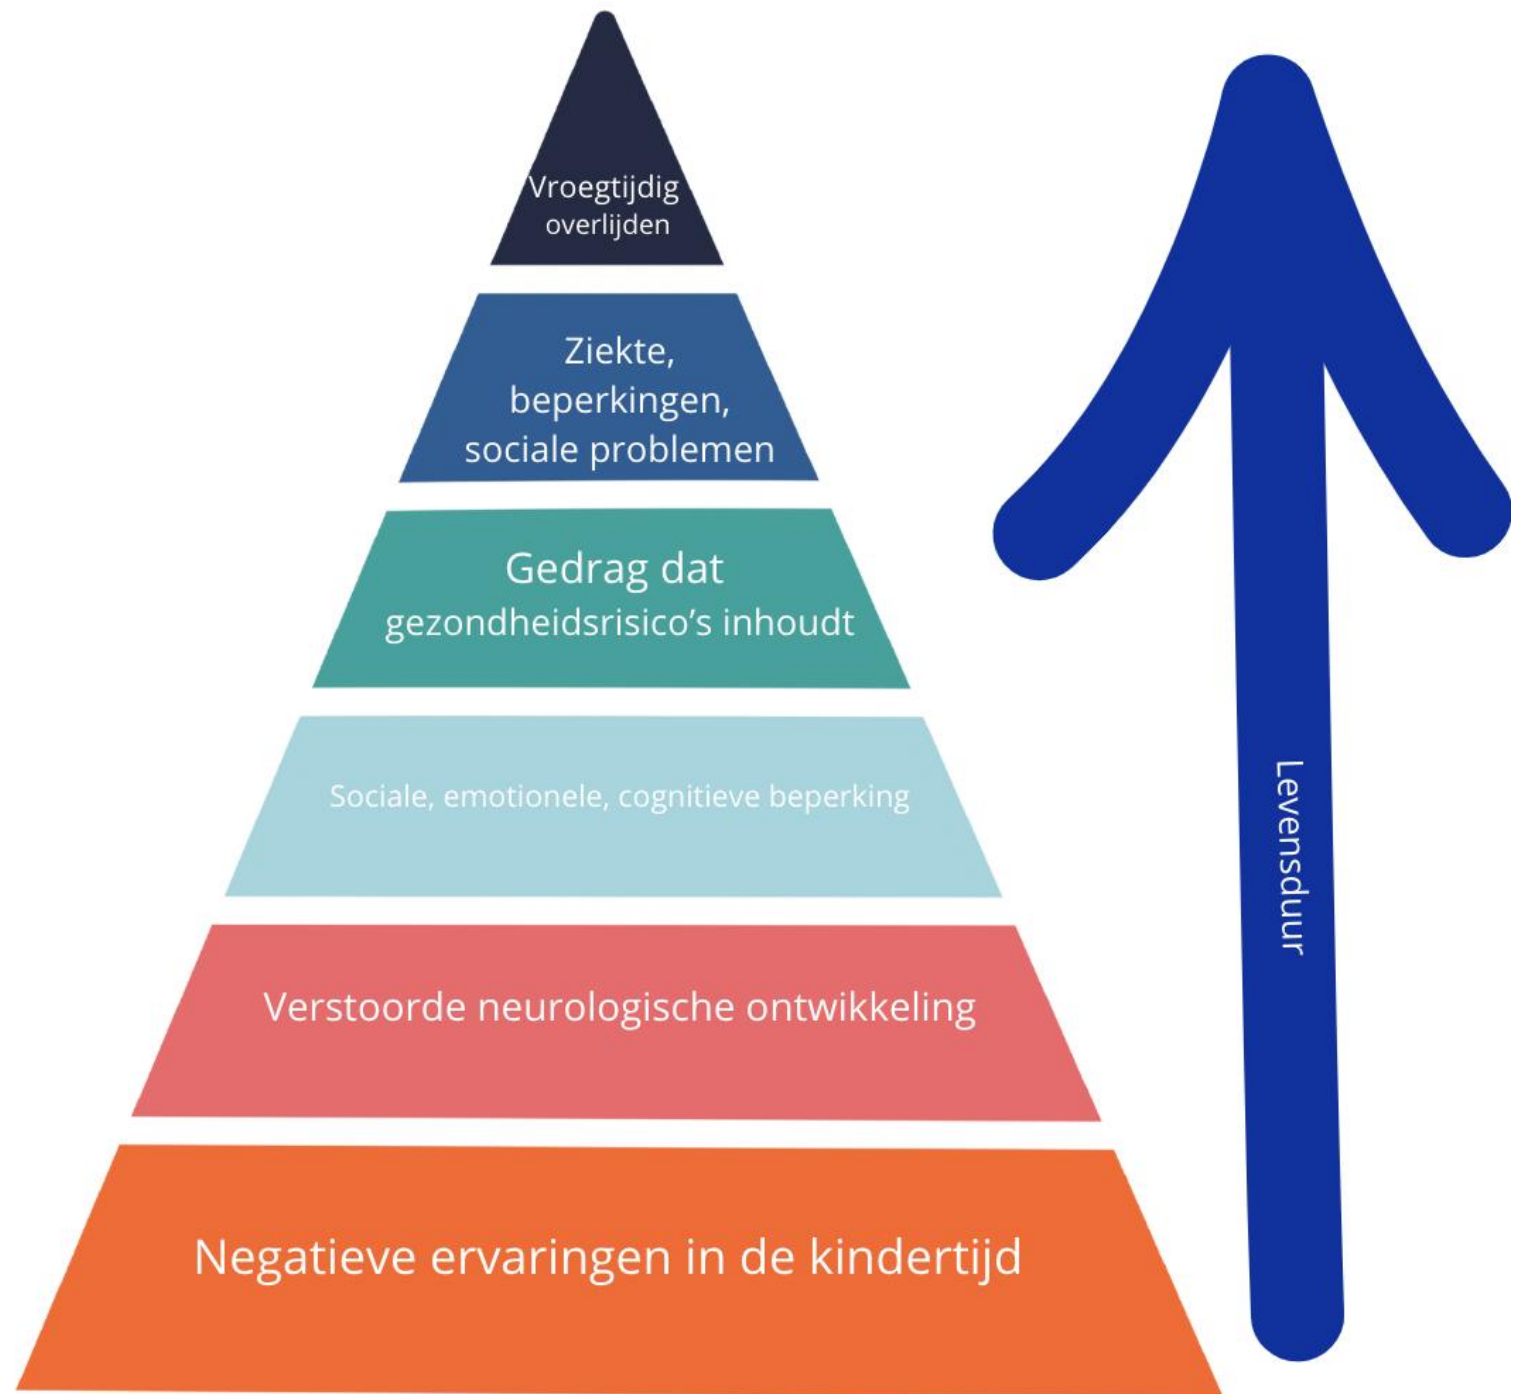 Vroegtijdig
overlijden
Ziekte,
beperkingen,
sociale problemen
Gedrag dat
gezondheidsrisico’s inhoudt
Sociale, emotionele, cognitieve beperking
Verstoorde neurologische ontwikkeling
Negatieve ervaringen in de kindertijd
Levensduur